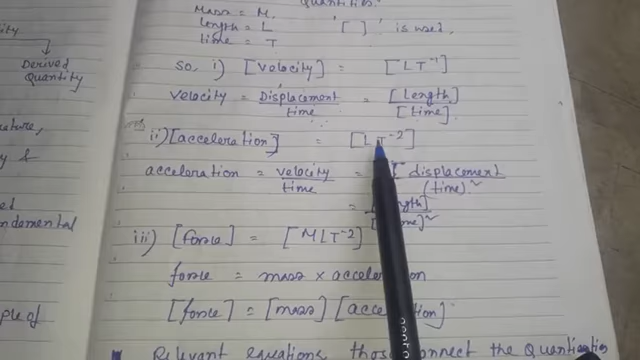 Quantities.
Mass = M,
length = L '[ ]' is used,
time = T
Derived
Quantity
so, i) [velocity] = [LT⁻¹]
velocity = Displacement/time = [length]/[time]
ii) [acceleration] = [LT⁻²]
acceleration = velocity/time = displacement/(time)²
=
iii) [force] = [MLT⁻²]
force = mass × acceleration
[force] = [mass] [acceleration]
Relevant equations those connect the